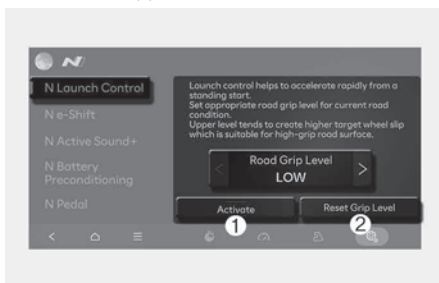 N
N Launch Control
N e-Shift
N Active Sound+
N Battery
Preconditioning
N Pedal
Launch control helps to accelerate rapidly from a
standing start.
Set appropriate road grip level for current road
condition.
Upper level tends to create higher target wheel slip
which is suitable for high-grip road surface.
< Road Grip Level >
LOW
Activate
Reset Grip Level
1
2